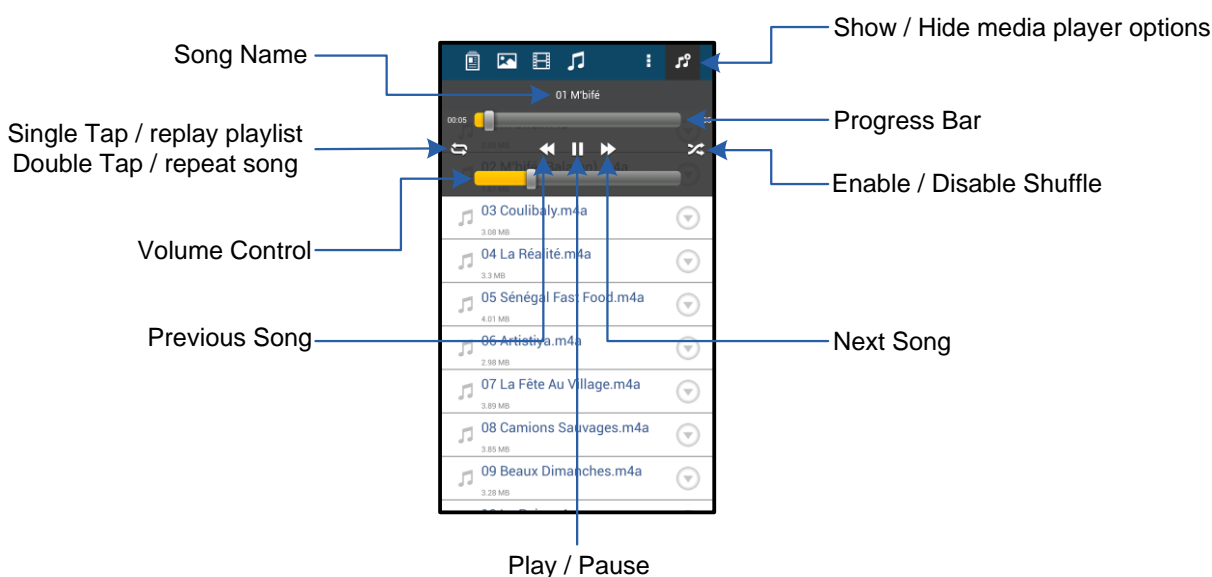 Show / Hide media player options
Song Name
01 M'bifé
00:05
Progress Bar
Single Tap / replay playlist
Double Tap / repeat song
Enable / Disable Shuffle
Volume Control
03 Coulibaly.m4a
3.08 MB
04 La Réalité.m4a
3.3 MB
05 Sénégal Fast Food.m4a
4.01 MB
Previous Song
06 Artistiya.m4a
2.98 MB
Next Song
07 La Fête Au Village.m4a
3.89 MB
08 Camions Sauvages.m4a
3.85 MB
09 Beaux Dimanches.m4a
3.28 MB
Play / Pause